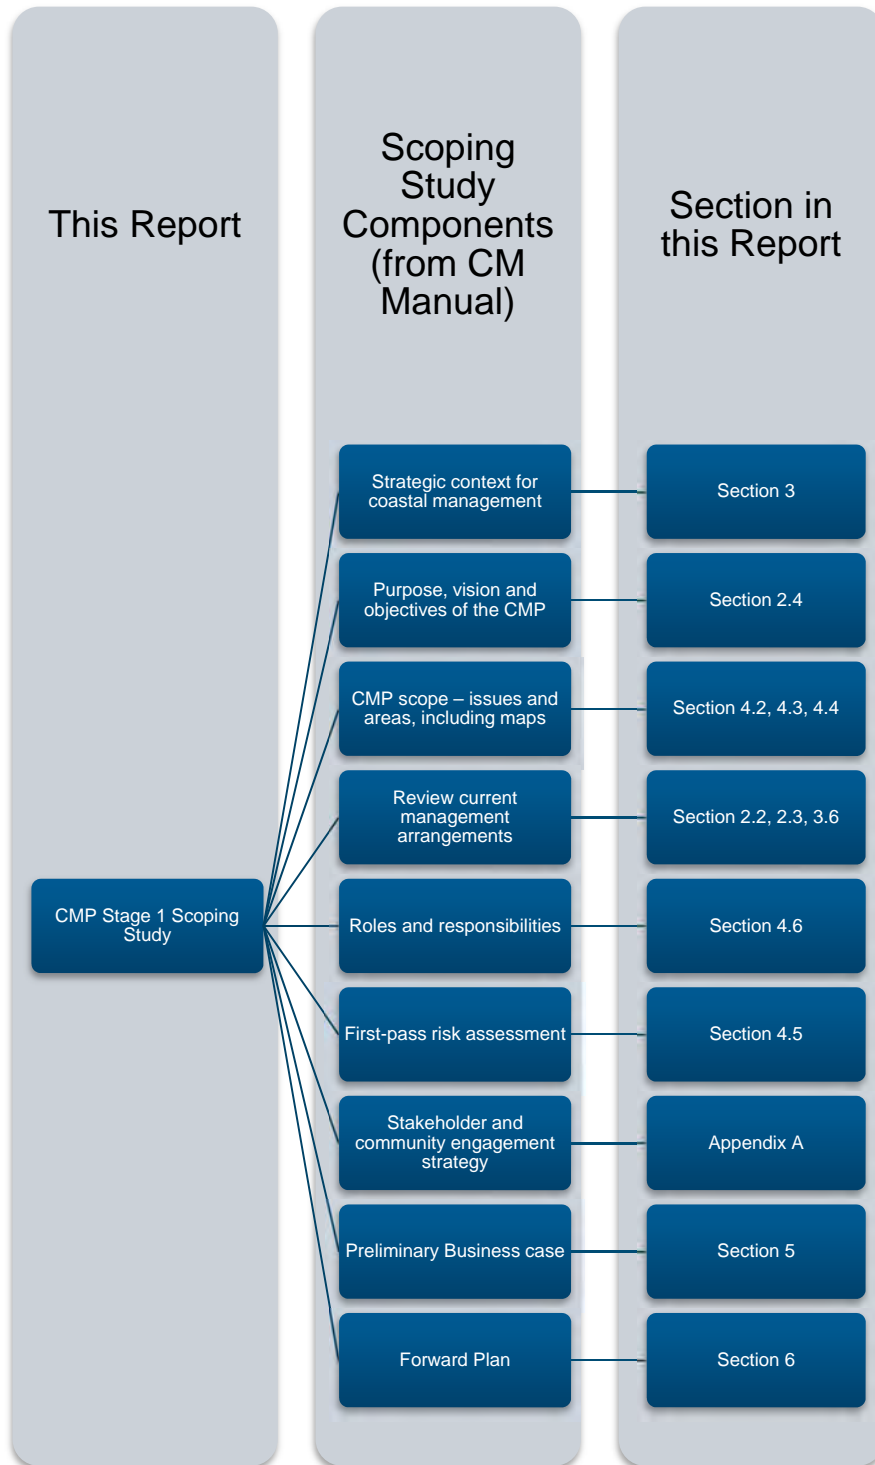 This Report
Scoping
Study
Components
(from CM
Manual)
Section in
this Report
CMP Stage 1 Scoping
Study
Strategic context for
coastal management
Section 3
Purpose, vision and
objectives of the CMP
Section 2.4
CMP scope – issues and
areas, including maps
Section 4.2, 4.3, 4.4
Review current
management
arrangements
Section 2.2, 2.3, 3.6
Roles and responsibilities
Section 4.6
First-pass risk assessment
Section 4.5
Stakeholder and
community engagement
strategy
Appendix A
Preliminary Business case
Section 5
Forward Plan
Section 6